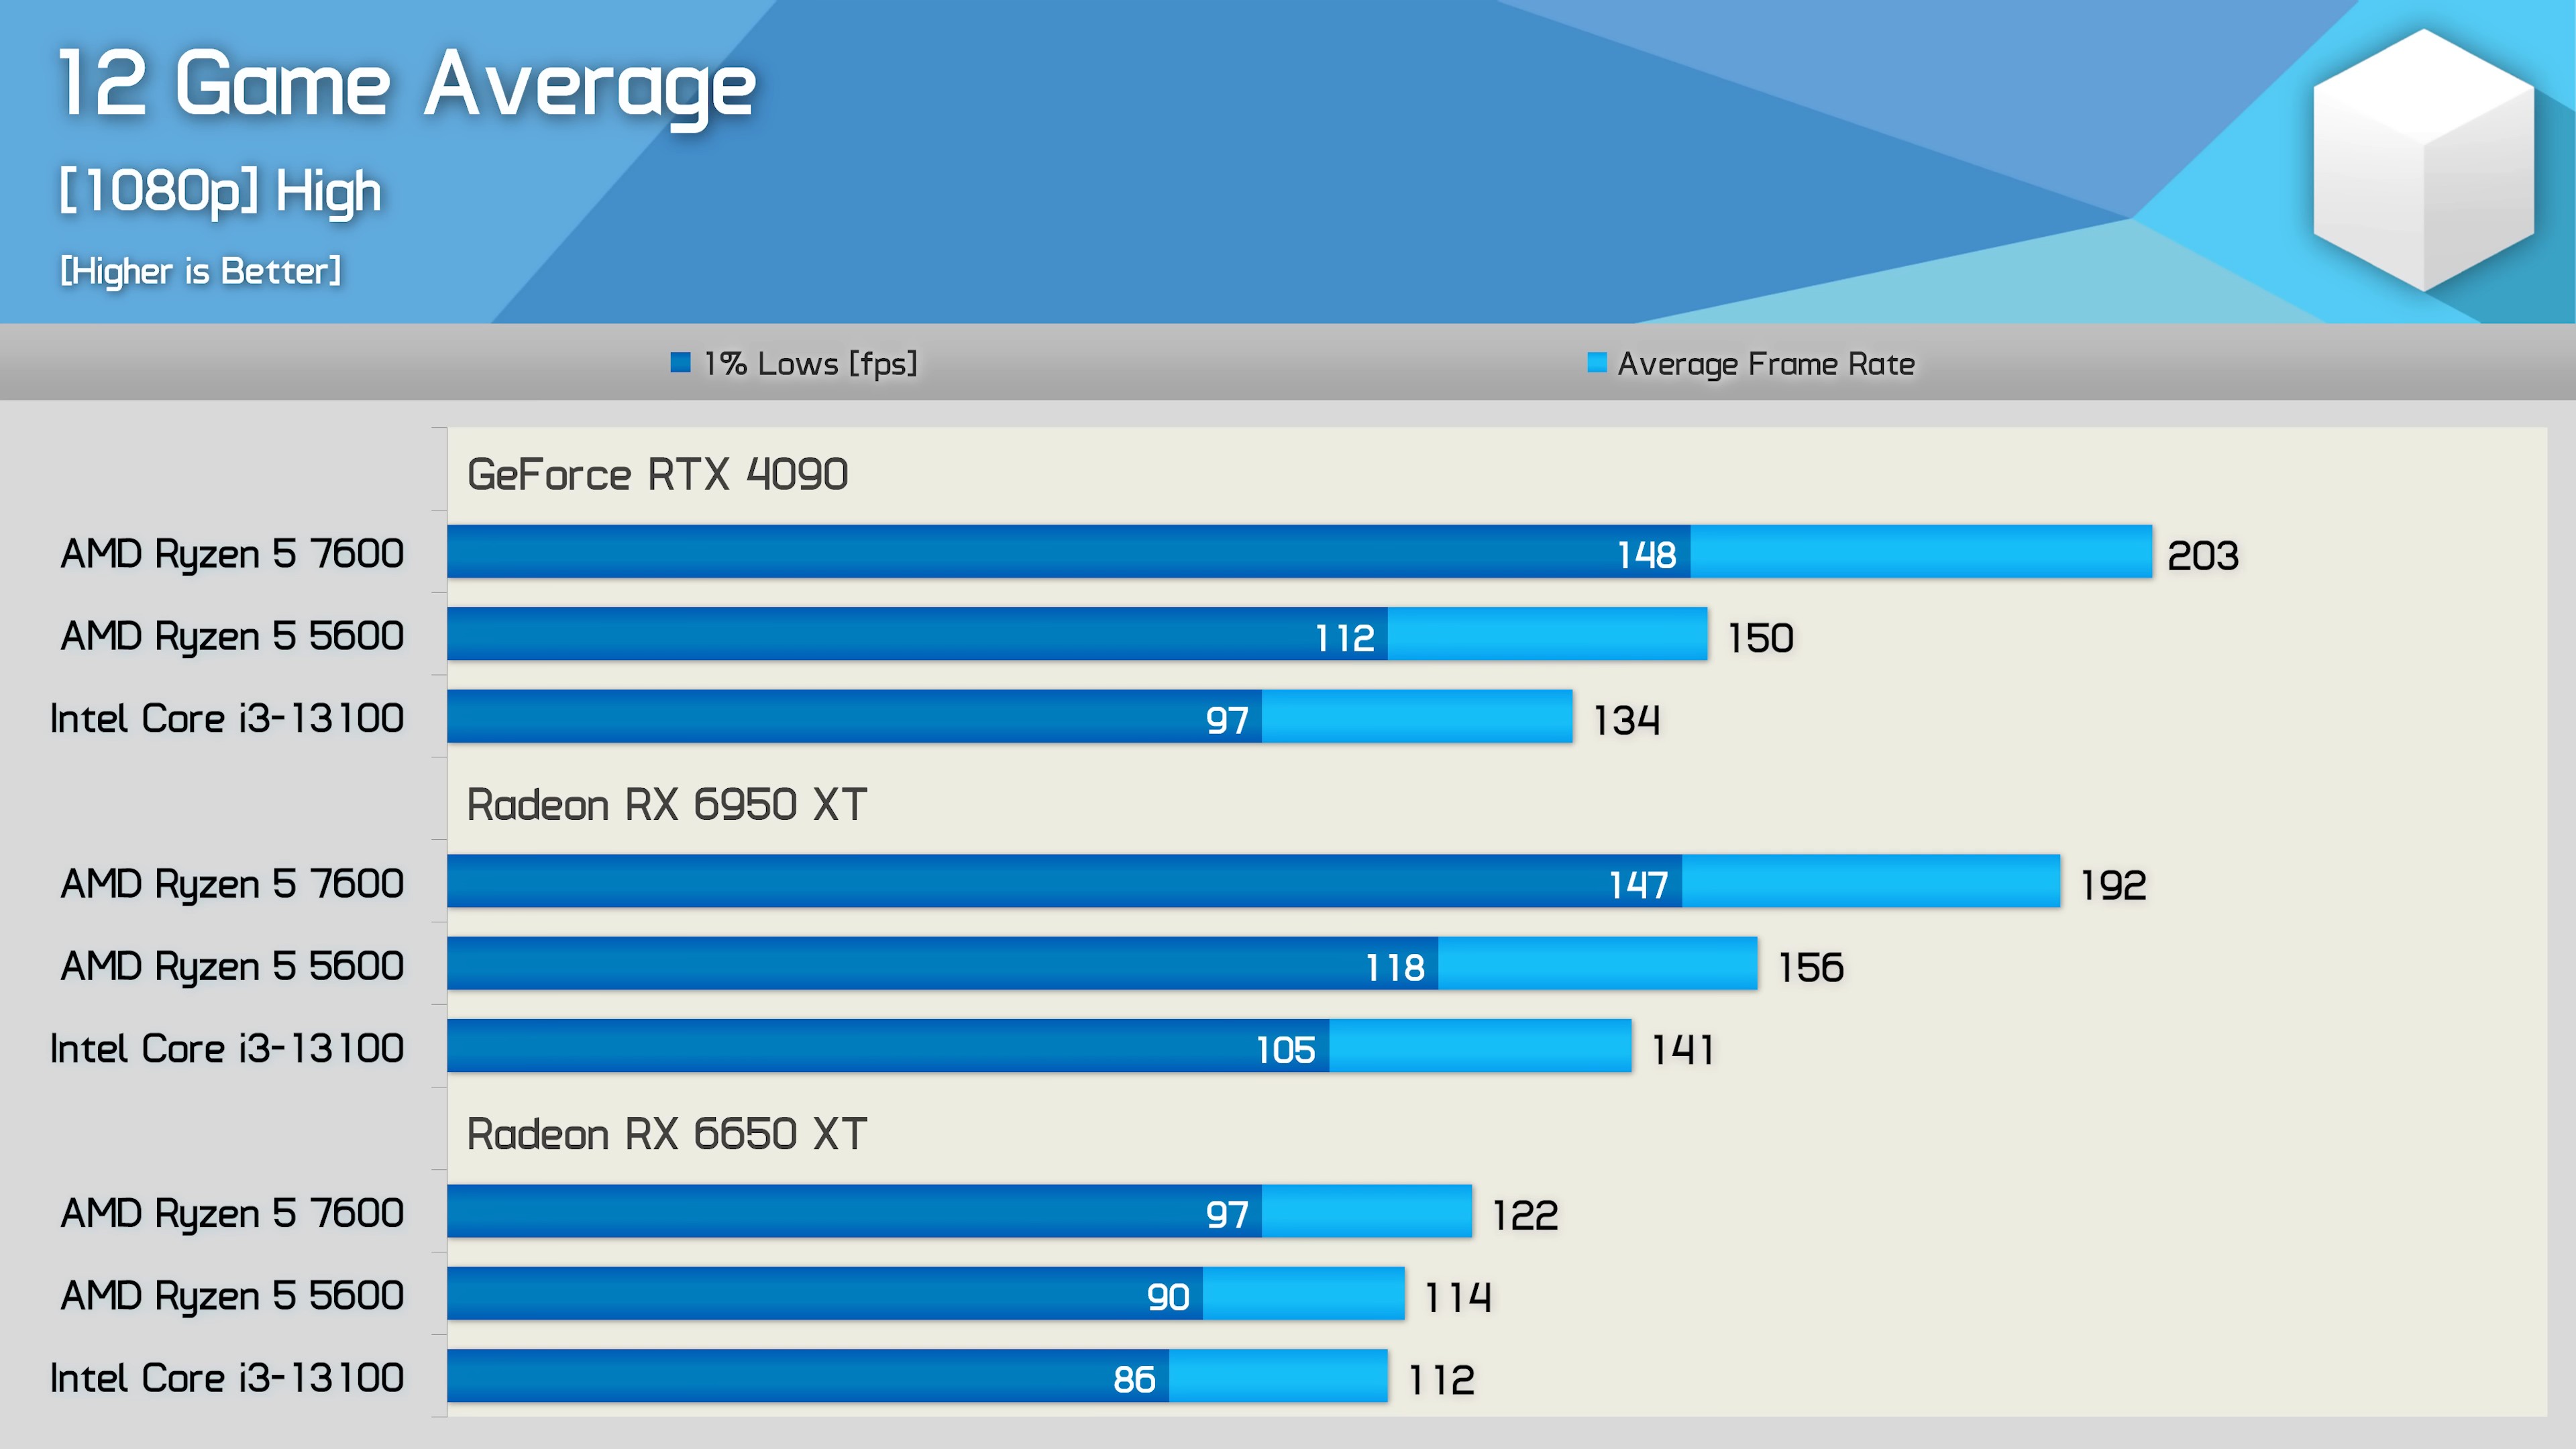 12 Game Average
[1080p] High
[Higher is Better]
1% Lows [fps]
Average Frame Rate
GeForce RTX 4090
AMD Ryzen 5 7600 148 203
AMD Ryzen 5 5600 112 150
Intel Core i3-13100 97 134
Radeon RX 6950 XT
AMD Ryzen 5 7600 147 192
AMD Ryzen 5 5600 118 156
Intel Core i3-13100 105 141
Radeon RX 6650 XT
AMD Ryzen 5 7600 97 122
AMD Ryzen 5 5600 90 114
Intel Core i3-13100 86 112